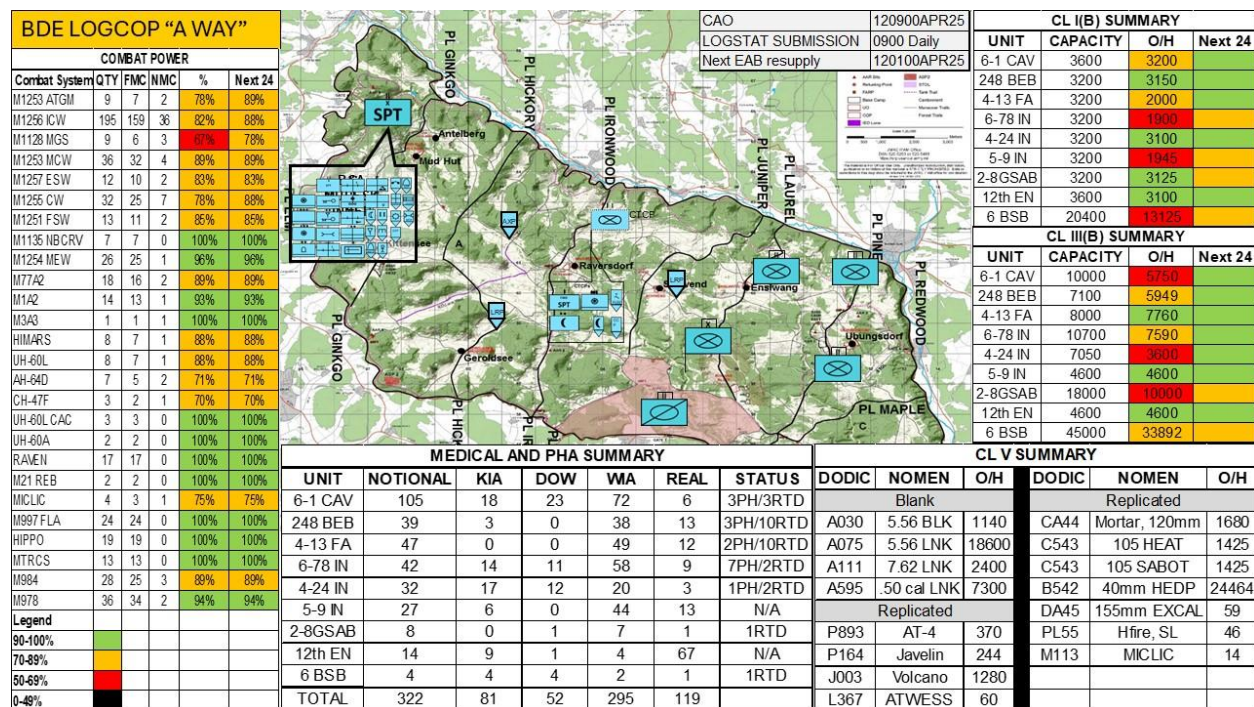 BDE LOGCOP “A WAY”
COMBAT POWER
Combat System QTY FMC NMC % Next 24
M1253 ATGM 9 7 2 78% 89%
M1256 ICW 195 159 36 82% 88%
M1128 MGS 9 6 3 67% 78%
M1253 MCW 36 32 4 89% 89%
M1257 ESW 12 10 2 83% 83%
M1255 CW 32 25 7 78% 88%
M1251 FSW 13 11 2 85% 85%
M1135 NBCRV 7 7 0 100% 100%
M1254 MEW 26 25 1 96% 96%
M77A2 18 16 2 89% 89%
M1A2 14 13 1 93% 93%
M3A3 1 1 1 100% 100%
HIMARS 8 7 1 88% 88%
UH-60L 8 7 1 88% 88%
AH-64D 7 5 2 71% 71%
CH-47F 3 2 1 70% 70%
UH-60L CAC 3 3 0 100% 100%
UH-60A 2 2 0 100% 100%
RAVEN 17 17 0 100% 100%
M21 REB 2 2 0 100% 100%
MICLIC 4 3 1 75% 75%
M997 FLA 24 24 0 100% 100%
HIPPO 19 19 0 100% 100%
MTRCS 13 13 0 100% 100%
M984 28 25 3 89% 89%
M978 36 34 2 94% 94%
Legend
90-100%
70-89%
50-69%
0-49%
CAO 120900APR25
LOGSTAT SUBMISSION 0900 Daily
Next EAB resupply 120100APR25
PL GINKGO
PL HICKORY
PL IRONWOOD
PL JUNIPER
PL LAUREL
PL PINE
PL REDWOOD
X
SPT
Antelberg
Mud Hut
A
AXP
CTCP
Raversdorf
SPT
LRP
LRP
Enslwang
Ubungsdorf
Geroldsee
PL GINKGO
PL MAPLE
C
CL I(B) SUMMARY
UNIT CAPACITY O/H Next 24
6-1 CAV 3600 3200
248 BEB 3200 3150
4-13 FA 3200 2000
6-78 IN 3200 1900
4-24 IN 3200 3100
5-9 IN 3200 1945
2-8GSAB 3200 3125
12th EN 3600 3100
6 BSB 20400 13125
CL III(B) SUMMARY
UNIT CAPACITY O/H Next 24
6-1 CAV 10000 5750
248 BEB 7100 5949
4-13 FA 8000 7760
6-78 IN 10700 7590
4-24 IN 7050 3600
5-9 IN 4600 4600
2-8GSAB 18000 10000
12th EN 4600 4600
6 BSB 45000 33892
MEDICAL AND PHA SUMMARY
UNIT NOTIONAL KIA DOW WIA REAL STATUS
6-1 CAV 105 18 23 72 6 3PH/3RTD
248 BEB 39 3 0 38 13 3PH/10RTD
4-13 FA 47 0 0 49 12 2PH/10RTD
6-78 IN 42 14 11 58 9 7PH/2RTD
4-24 IN 32 17 12 20 3 1PH/2RTD
5-9 IN 27 6 0 44 13 N/A
2-8GSAB 8 0 1 7 1 1RTD
12th EN 14 9 1 4 67 N/A
6 BSB 4 4 4 2 1 1RTD
TOTAL 322 81 52 295 119
CL V SUMMARY
DODIC NOMEN O/H DODIC NOMEN O/H
Blank Replicated
A030 5.56 BLK 1140 CA44 Mortar, 120mm 1680
A075 5.56 LNK 18600 C543 105 HEAT 1425
A111 7.62 LNK 2400 C543 105 SABOT 1425
A595 .50 cal LNK 7300 B542 40mm HEDP 24464
Replicated DA45 155mm EXCAL 59
P893 AT-4 370 PL55 Hfire, SL 46
P164 Javelin 244 M113 MICLIC 14
J003 Volcano 1280
L367 ATWESS 60